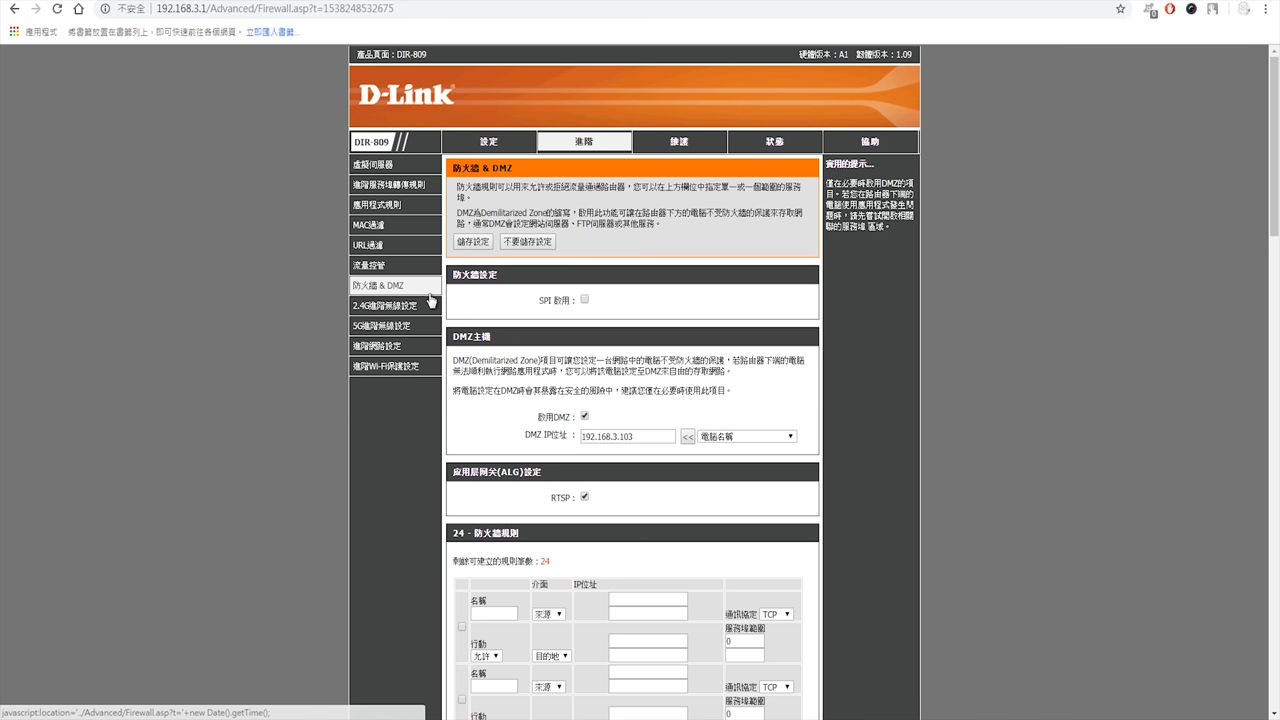 不安全 | 192.168.3.1/Advanced/Firewall.asp?t=1538248532675
應用程式 將書籤放置在書籤列上，即可快速前往各個網頁。 立即匯入書籤...
產品頁面：DIR-809 硬體版本：A1 韌體版本：1.09
D-Link
DIR-809 設定 進階 維護 狀態 協助
虛擬伺服器
進階服務埠轉傳規則
應用程式規則
MAC過濾
URL過濾
流量控管
防火牆 & DMZ
2.4G進階無線設定
5G進階無線設定
進階網路設定
進階Wi-Fi保護設定
防火牆 & DMZ
防火牆規則可以用來允許或拒絕流量通過路由器，您可以在上方欄位中指定單一或一個範圍的服務
埠。
DMZ為Demilitarized Zone的縮寫，啟用此功能可讓在路由器下方的電腦不受防火牆的保護來存取網
路，通常DMZ會設定網站伺服器、FTP伺服器或其他服務。
儲存設定 不要儲存設定
防火牆設定
SPI 啟用：
DMZ主機
DMZ(Demilitarized Zone)項目可讓您設定一台網路中的電腦不受防火牆的保護，若路由器下端的電腦
無法順利執行網路應用程式時，您可以將該電腦設定至DMZ來自由的存取網路。
將電腦設定在DMZ時會其暴露在安全的風險中，建議您僅在必要時使用此項目。
啟用DMZ：
DMZ IP位址 ： 192.168.3.103 << 電腦名稱
应用层网关(ALG)設定
RTSP：
24 - 防火牆規則
剩餘可建立的規則筆數：24
介面 IP位址
名稱
來源 通訊協定 TCP
服務埠範圍
行動 0
允許 目的地
名稱
來源 通訊協定 TCP
服務埠範圍
行動 0
實用的提示...
僅在必要時啟用DMZ的項
目。若您在路由器下端的
電腦使用應用程式發生問
題時，請先嘗試開啟相關
聯的服務埠 區域。
javascript:location='../Advanced/Firewall.asp?t='+new Date().getTime();